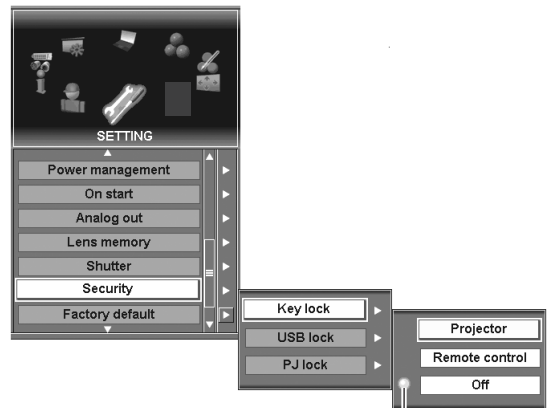 SETTING
Power management
On start
Analog out
Lens memory
Shutter
Security
Factory default
Key lock
USB lock
PJ lock
Projector
Remote control
Off